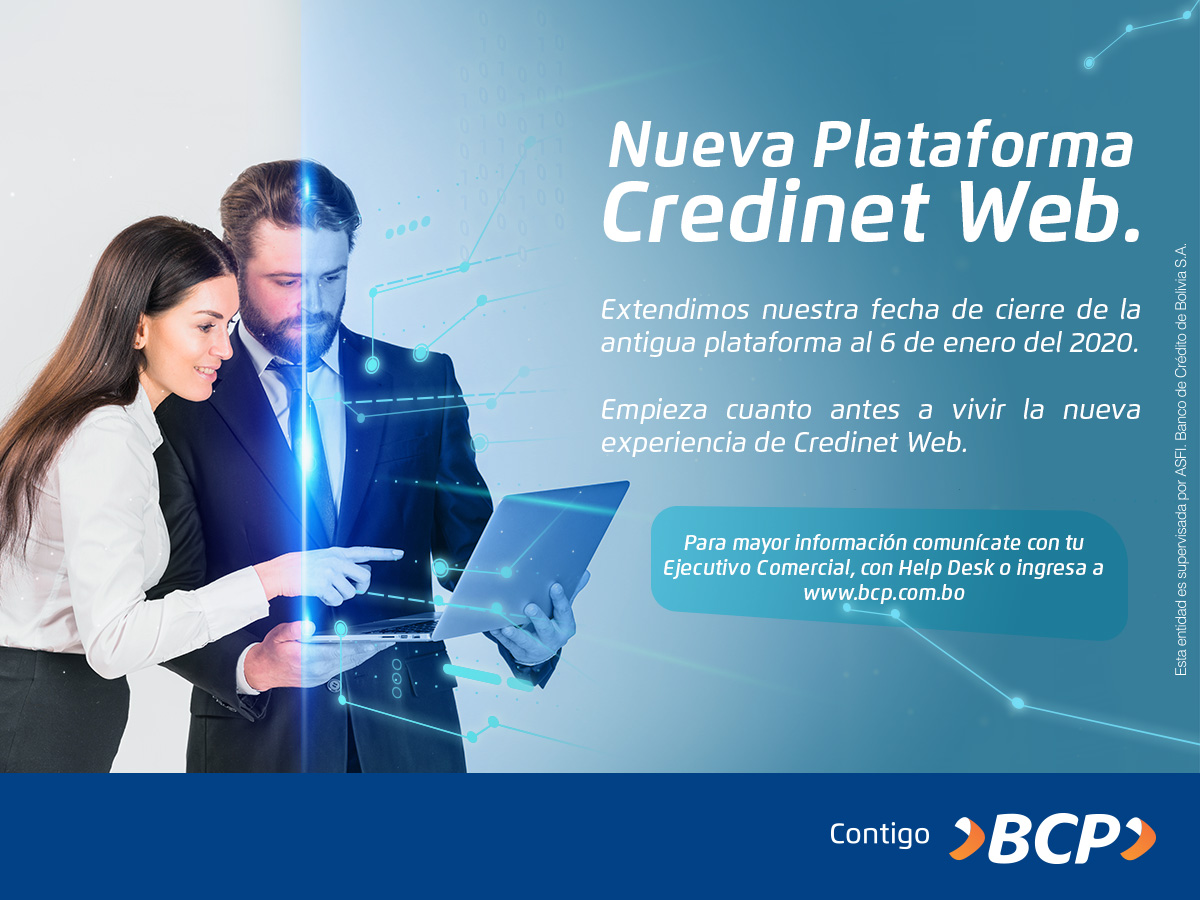 Nueva Plataforma
Credinet Web.
Extendimos nuestra fecha de cierre de la
antigua plataforma al 6 de enero del 2020.
Empieza cuanto antes a vivir la nueva
experiencia de Credinet Web.
Para mayor información comunícate con tu
Ejecutivo Comercial, con Help Desk o ingresa a
www.bcp.com.bo
Esta entidad es supervisada por ASFI. Banco de Crédito de Bolivia S.A.
Contigo BCP